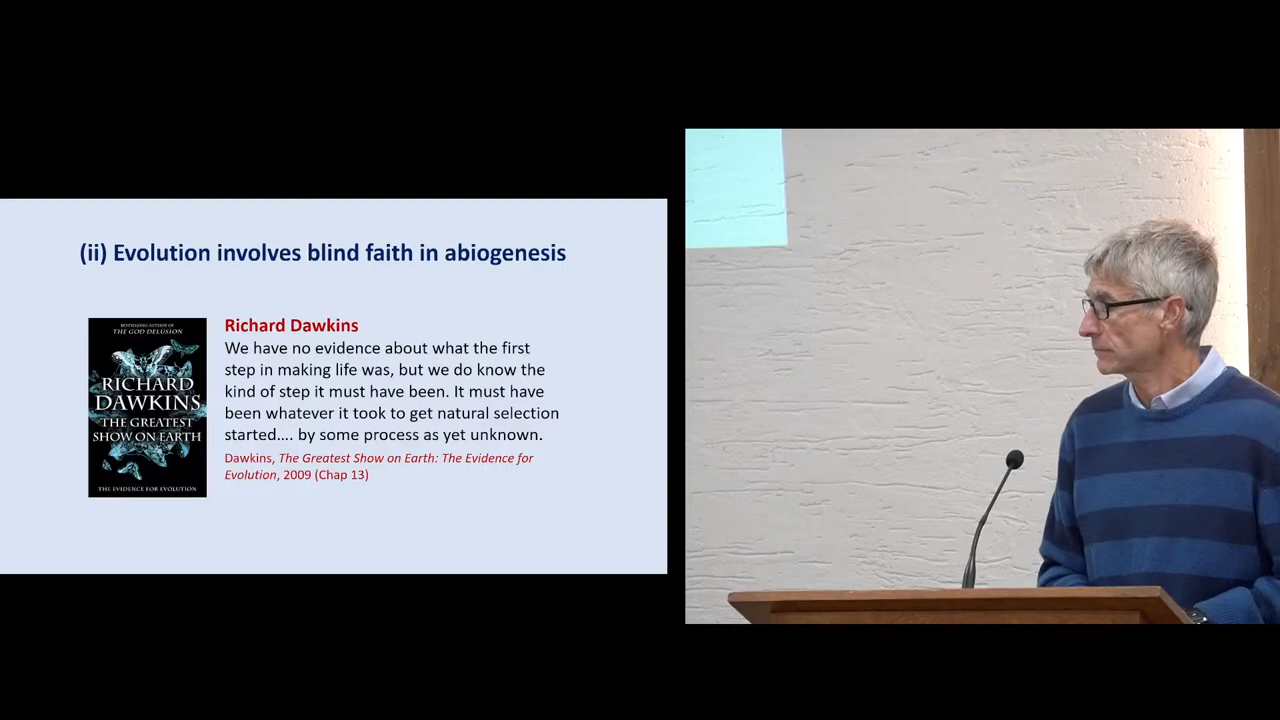 (ii) Evolution involves blind faith in abiogenesis
BESTSELLING AUTHOR OF
THE GOD DELUSION
RICHARD
DAWKINS
THE GREATEST
SHOW ON EARTH
THE EVIDENCE FOR EVOLUTION
Richard Dawkins
We have no evidence about what the first
step in making life was, but we do know the
kind of step it must have been. It must have
been whatever it took to get natural selection
started…. by some process as yet unknown.
Dawkins, The Greatest Show on Earth: The Evidence for
Evolution, 2009 (Chap 13)